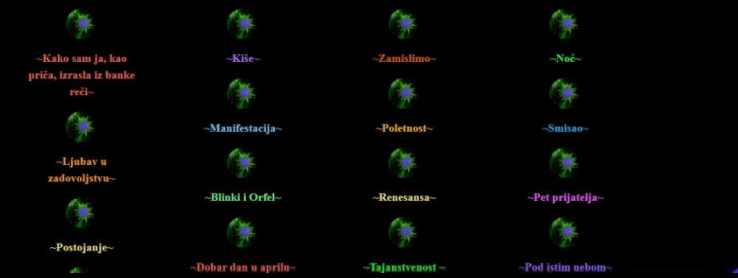 ~Kako sam ja, kao
priča, izrasla iz banke
reči~
~Ljubav u
zadovoljstvu~
~Postojanje~
~Kiše~
~Manifestacija~
~Blinki i Orfel~
~Dobar dan u aprilu~
~Zamislimo~
~Poletnost~
~Renesansa~
~Tajanstvenost ~
~Noć~
~Smisao~
~Pet prijatelja~
~Pod istim nebom~